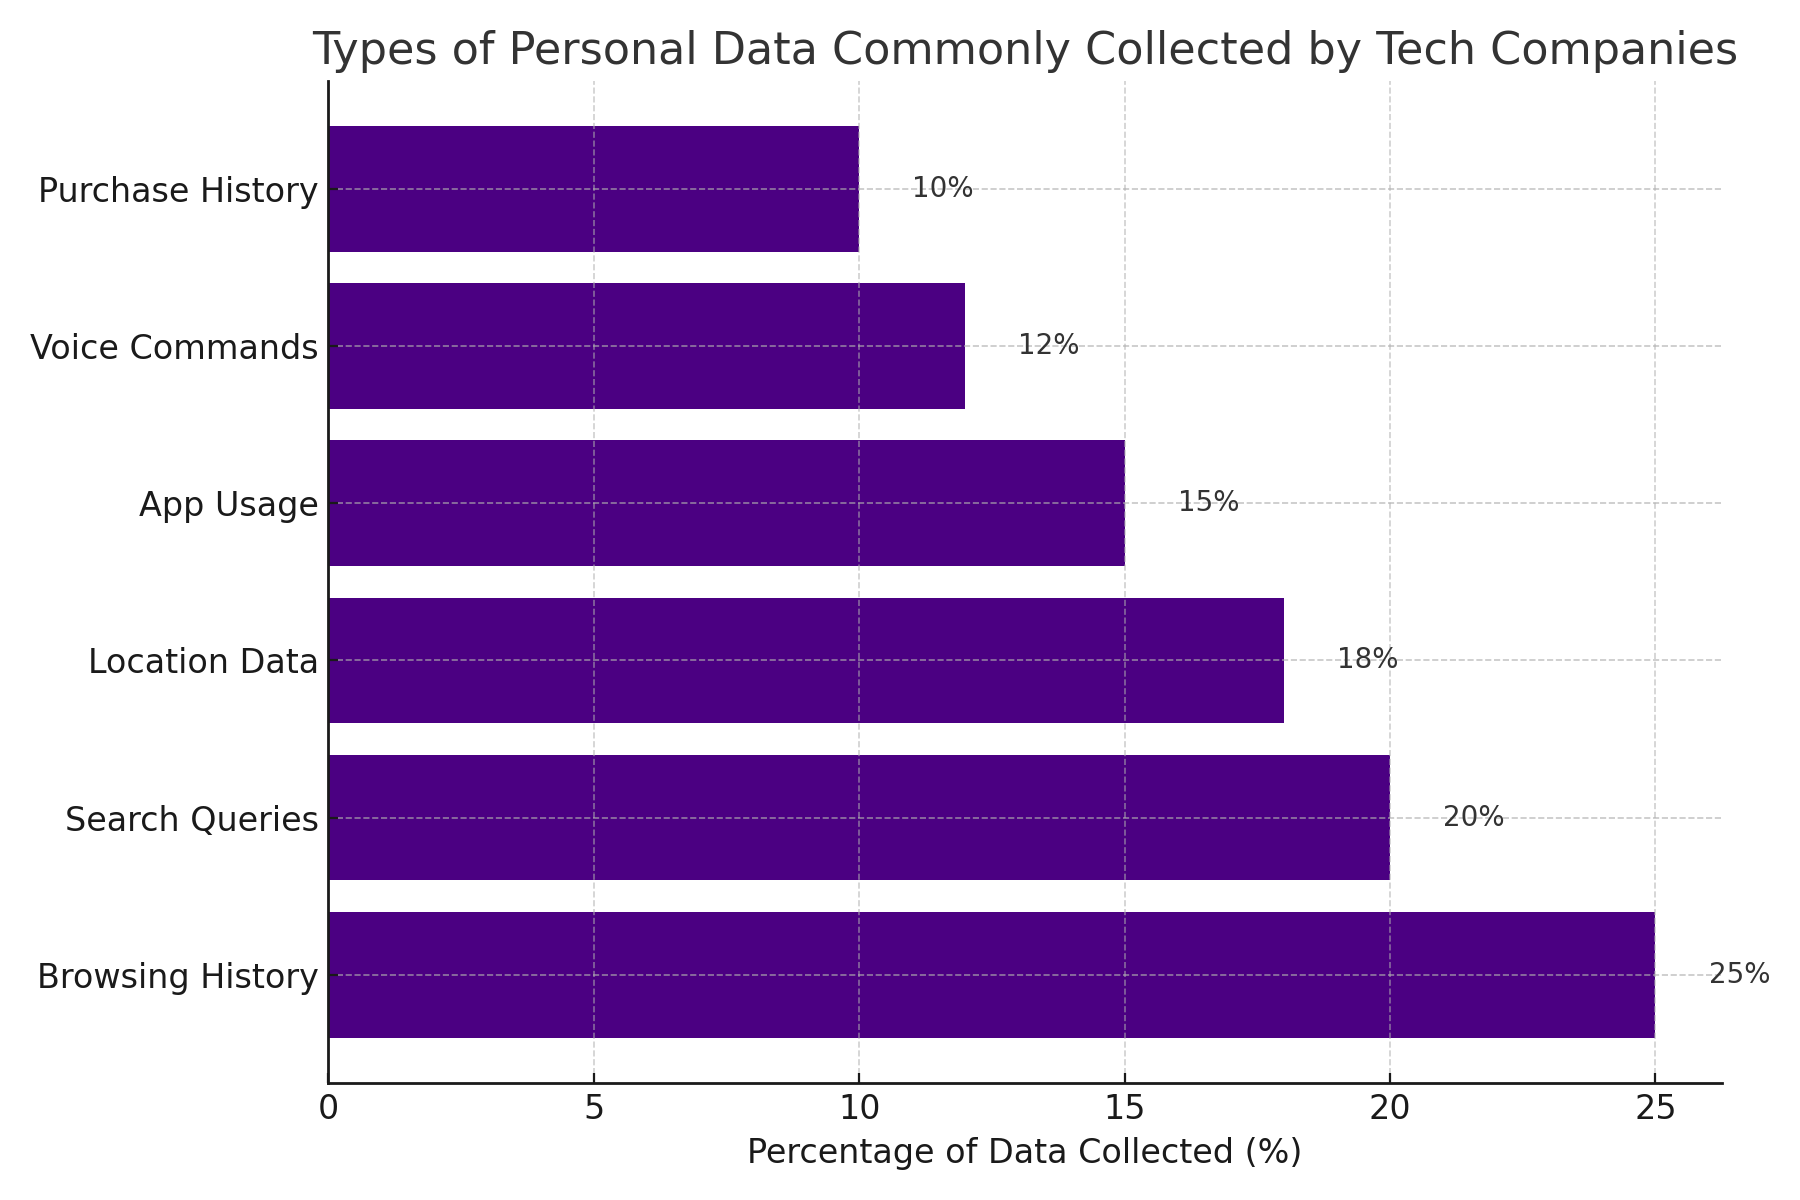 Types of Personal Data Commonly Collected by Tech Companies
Purchase History
10%
Voice Commands
12%
App Usage
15%
Location Data
18%
Search Queries
20%
Browsing History
25%
0 5 10 15 20 25
Percentage of Data Collected (%)